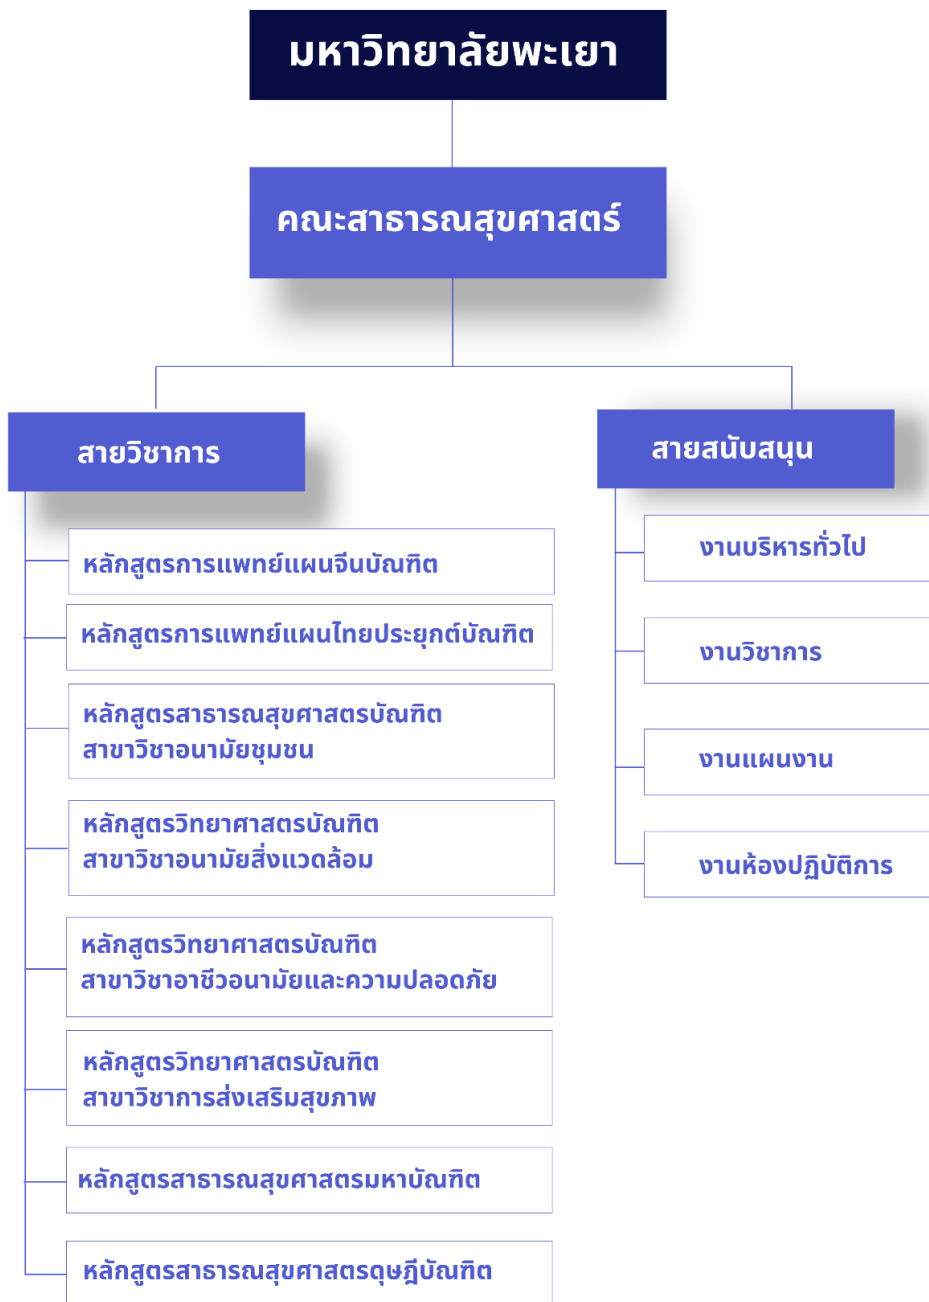 มหาวิทยาลัยพะเยา
คณะสาธารณสุขศาสตร์
สายวิชาการ
หลักสูตรการแพทย์แผนจีนบัณฑิต
หลักสูตรการแพทย์แผนไทยประยุกต์บัณฑิต
หลักสูตรสาธารณสุขศาสตรบัณฑิต
สาขาวิชาอนามัยชุมชน
หลักสูตรวิทยาศาสตรบัณฑิต
สาขาวิชาอนามัยสิ่งแวดล้อม
หลักสูตรวิทยาศาสตรบัณฑิต
สาขาวิชาอาชีวอนามัยและความปลอดภัย
หลักสูตรวิทยาศาสตรบัณฑิต
สาขาวิชาการส่งเสริมสุขภาพ
หลักสูตรสาธารณสุขศาสตรมหาบัณฑิต
หลักสูตรสาธารณสุขศาสตรดุษฎีบัณฑิต
สายสนับสนุน
งานบริหารทั่วไป
งานวิชาการ
งานแผนงาน
งานห้องปฏิบัติการ